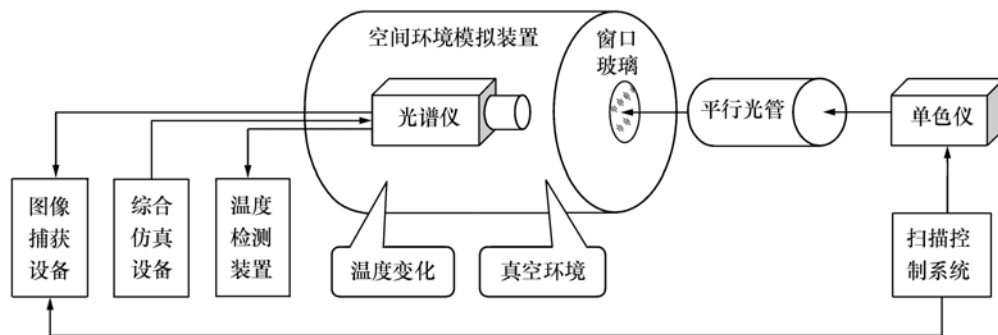 空间环境模拟装置
窗口
玻璃
光谱仪
平行光管
单色仪
图像
捕获
设备
综合
仿真
设备
温度
检测
装置
温度变化
真空环境
扫描控
制系统